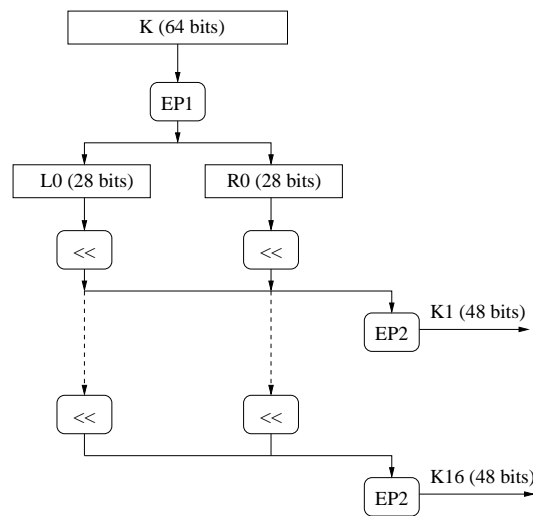 K (64 bits)
EP1
L0 (28 bits)
R0 (28 bits)
<<
<<
K1 (48 bits)
EP2
<<
<<
K16 (48 bits)
EP2